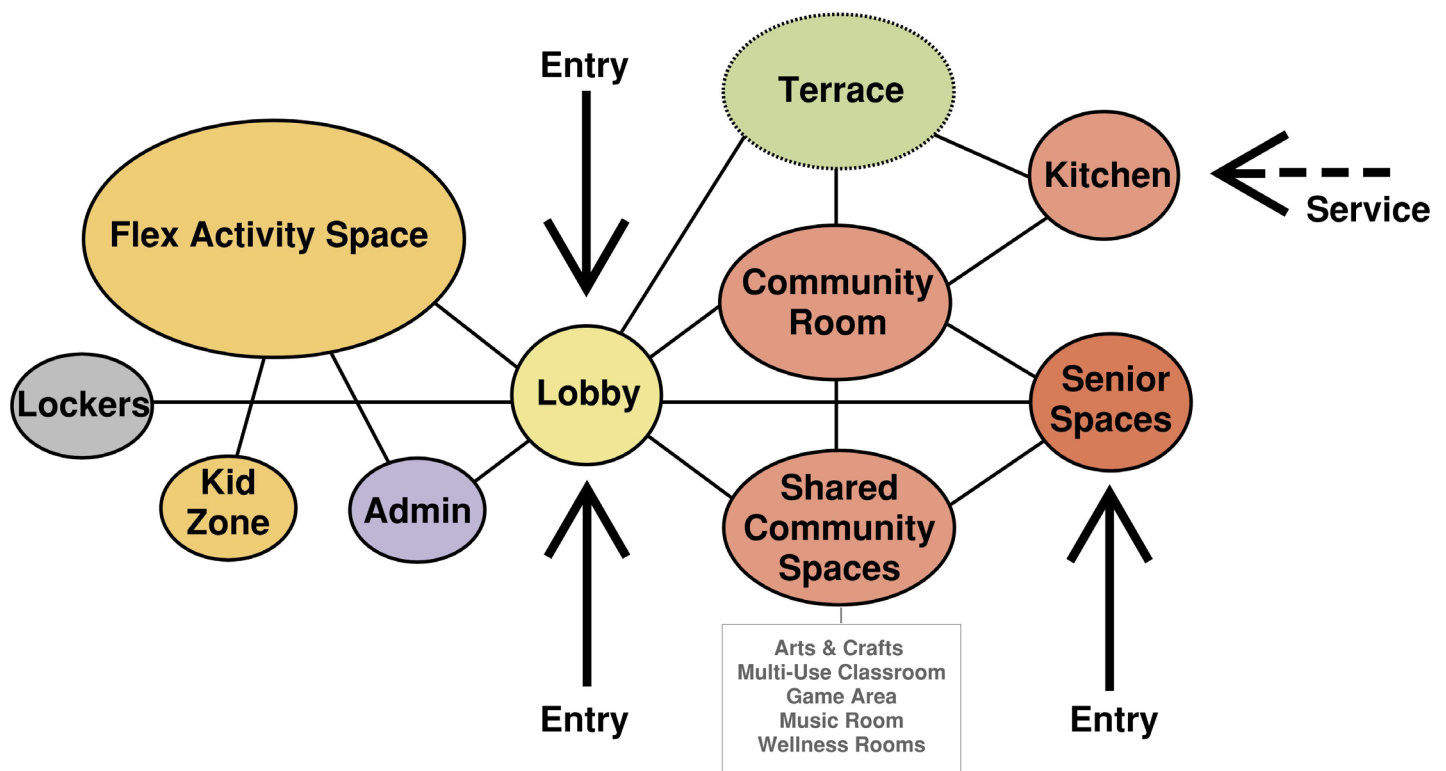 Entry
Terrace
Kitchen
Service
Flex Activity Space
Community
Room
Lobby
Senior
Spaces
Lockers
Kid
Zone
Admin
Shared
Community
Spaces
Arts & Crafts
Multi-Use Classroom
Game Area
Music Room
Wellness Rooms
Entry
Entry